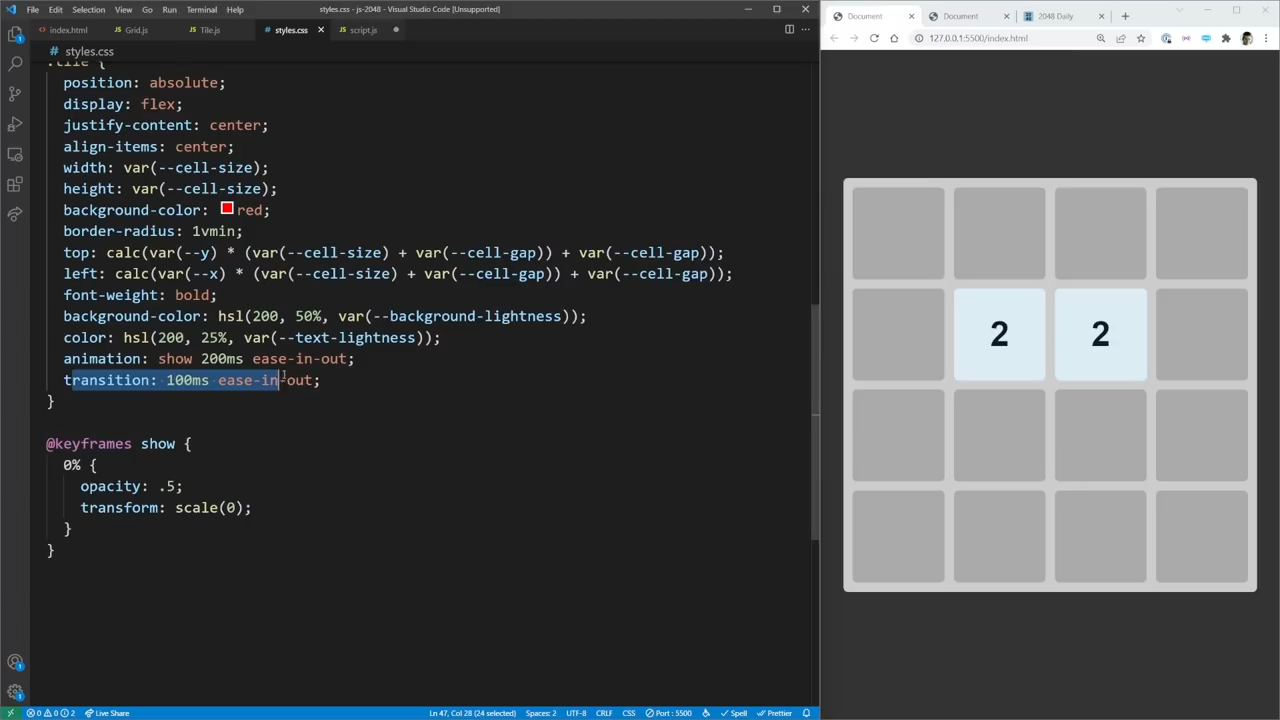 File Edit Selection View Go Run Terminal Help
styles.css - js-2048 - Visual Studio Code [Unsupported]
index.html Grid.js Tile.js styles.css script.js
styles.css
.tile {
position: absolute;
display: flex;
justify-content: center;
align-items: center;
width: var(--cell-size);
height: var(--cell-size);
background-color: red;
border-radius: 1vmin;
top: calc(var(--y) * (var(--cell-size) + var(--cell-gap)) + var(--cell-gap));
left: calc(var(--x) * (var(--cell-size) + var(--cell-gap)) + var(--cell-gap));
font-weight: bold;
background-color: hsl(200, 50%, var(--background-lightness));
color: hsl(200, 25%, var(--text-lightness));
animation: show 200ms ease-in-out;
transition: 100ms ease-in-out;
}
@keyframes show {
0% {
opacity: .5;
transform: scale(0);
}
}
0 0 2 Live Share
Ln 47, Col 28 (24 selected) Spaces: 2 UTF-8 CRLF CSS Port : 5500 Spell Prettier
Document Document 2048 Daily
127.0.0.1:5500/index.html
2 2